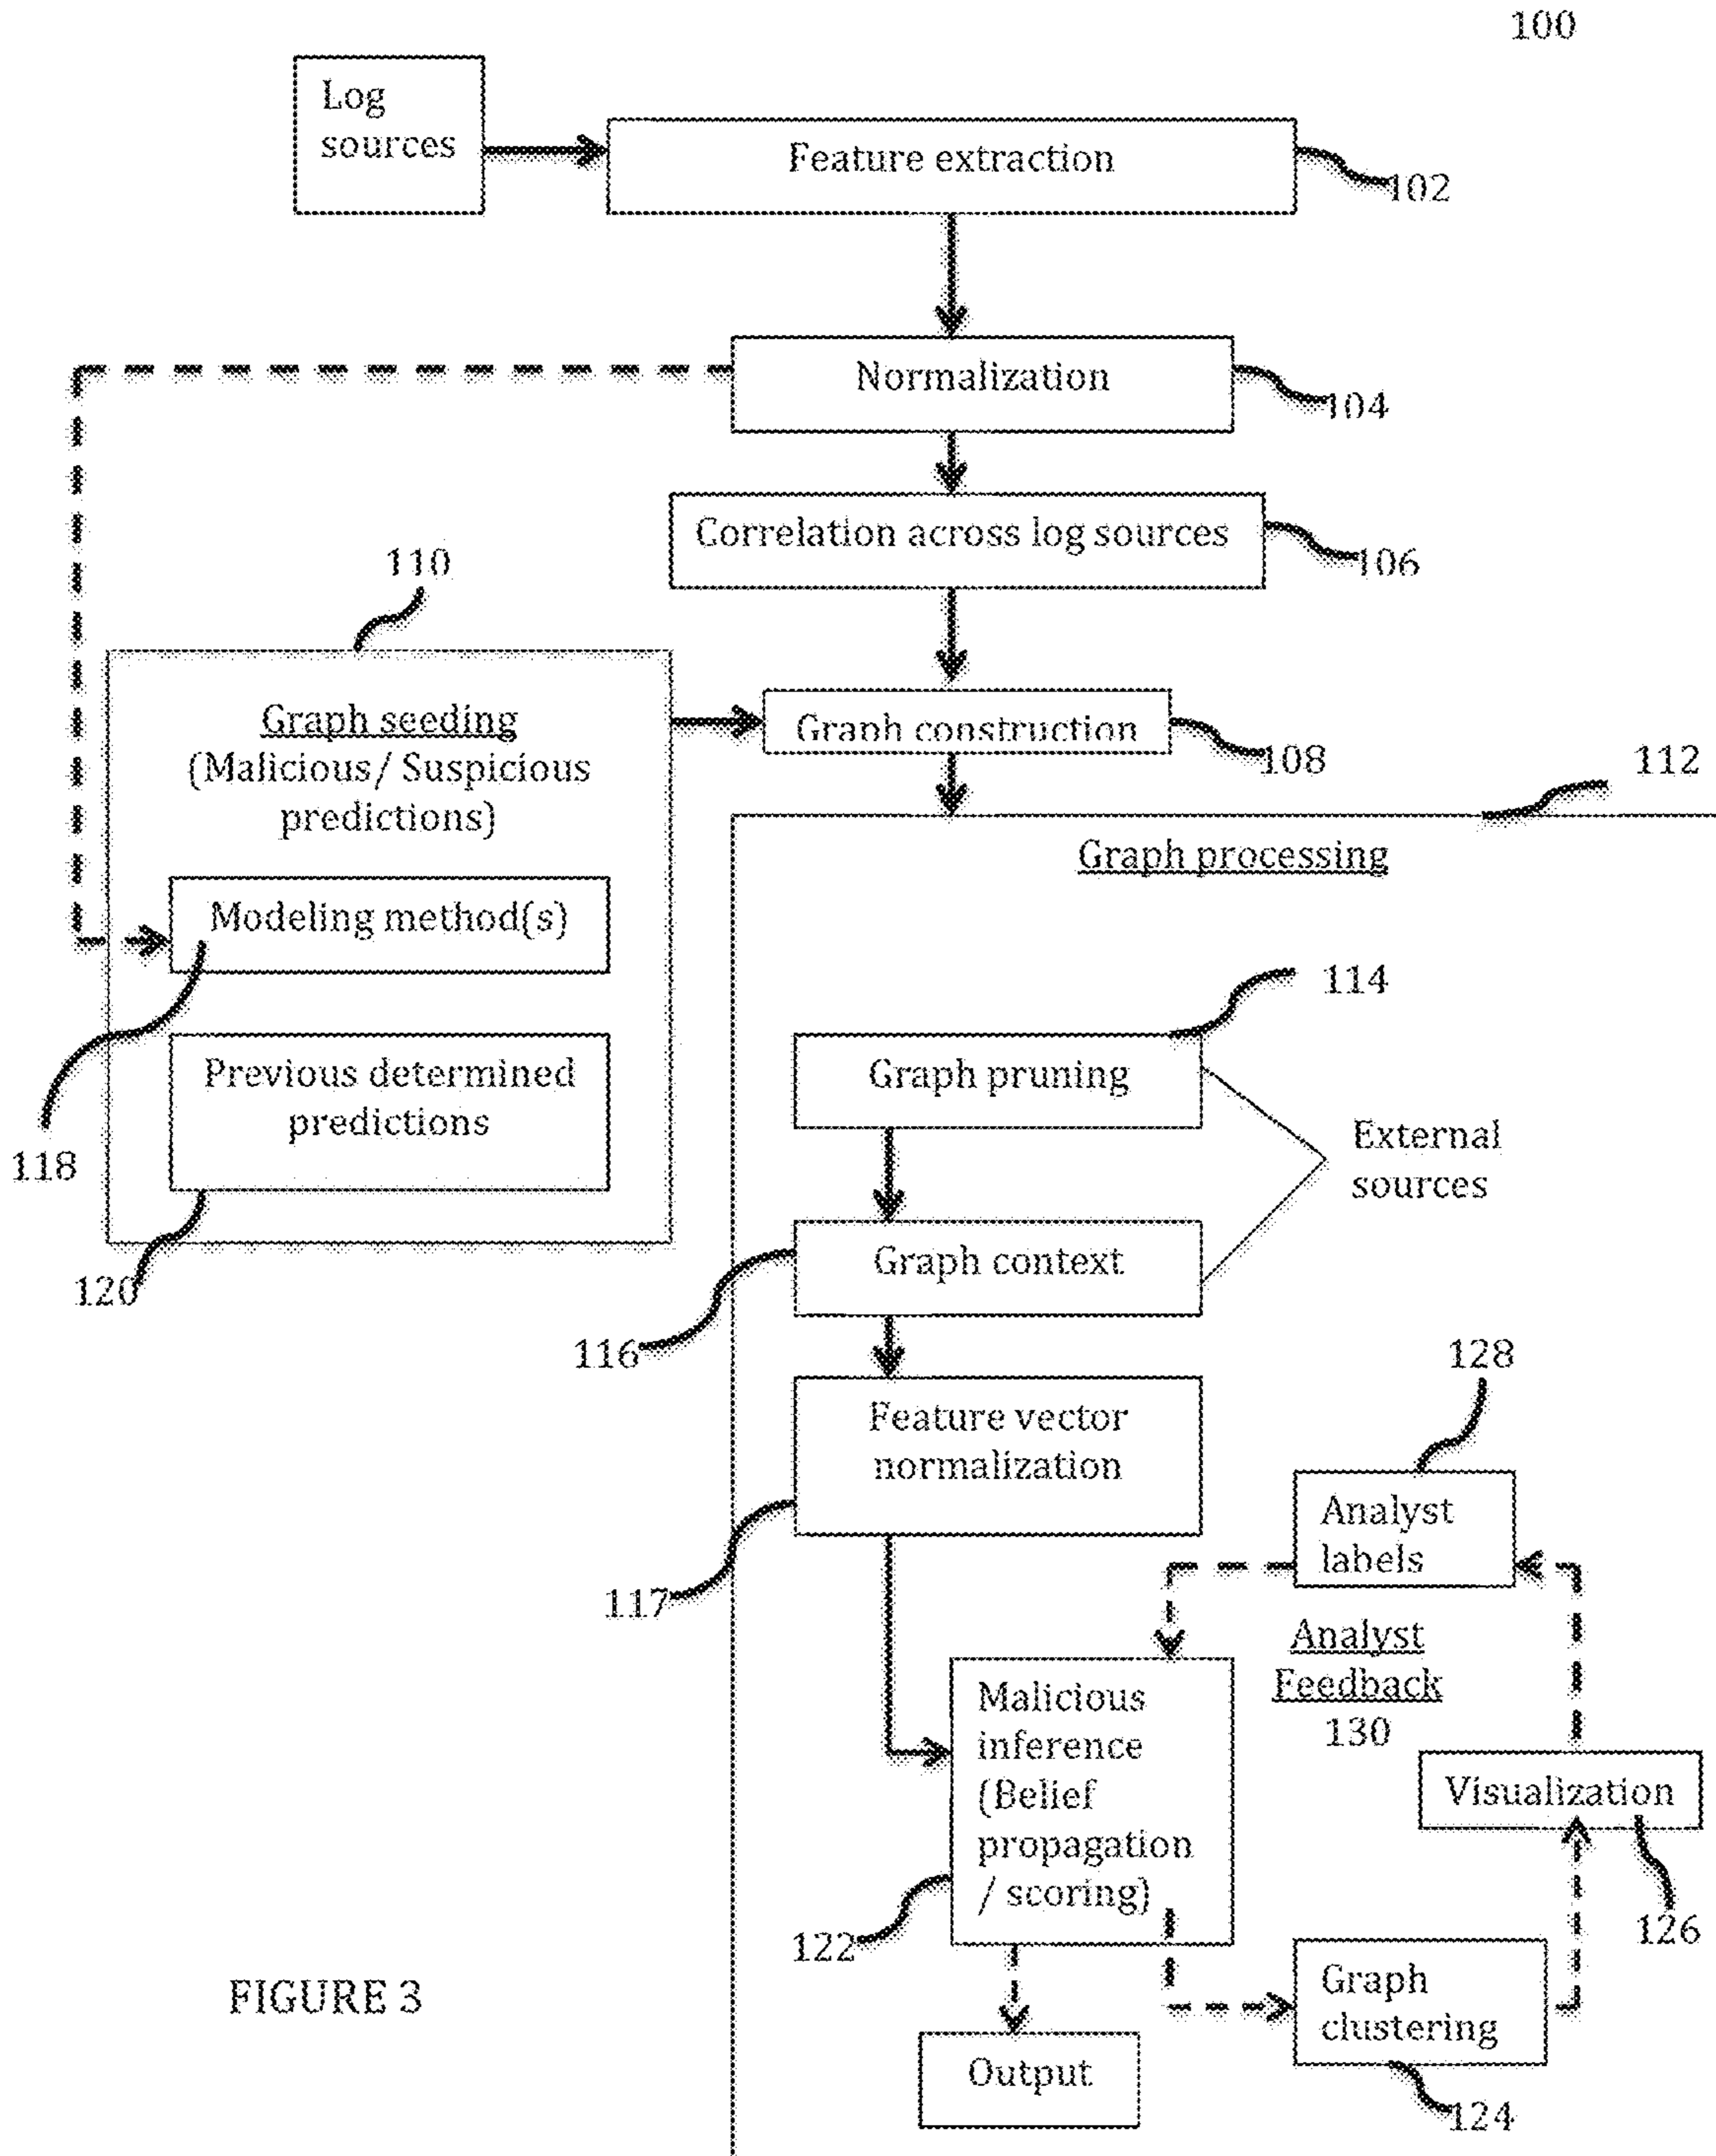 100
Log
sources
Feature extraction
102
Normalization
104
Correlation across log sources
106
110
Graph seeding
(Malicious/ Suspicious
predictions)
Graph construction
108
112
Graph processing
Modeling method(s)
114
Graph pruning
Previous determined
predictions
External
sources
118
120
Graph context
116
128
Feature vector
normalization
117
Analyst
labels
Analyst
Feedback
130
Malicious
inference
(Belief
propagation
/ scoring)
Visualization
126
122
Graph
clustering
124
Output
FIGURE 3